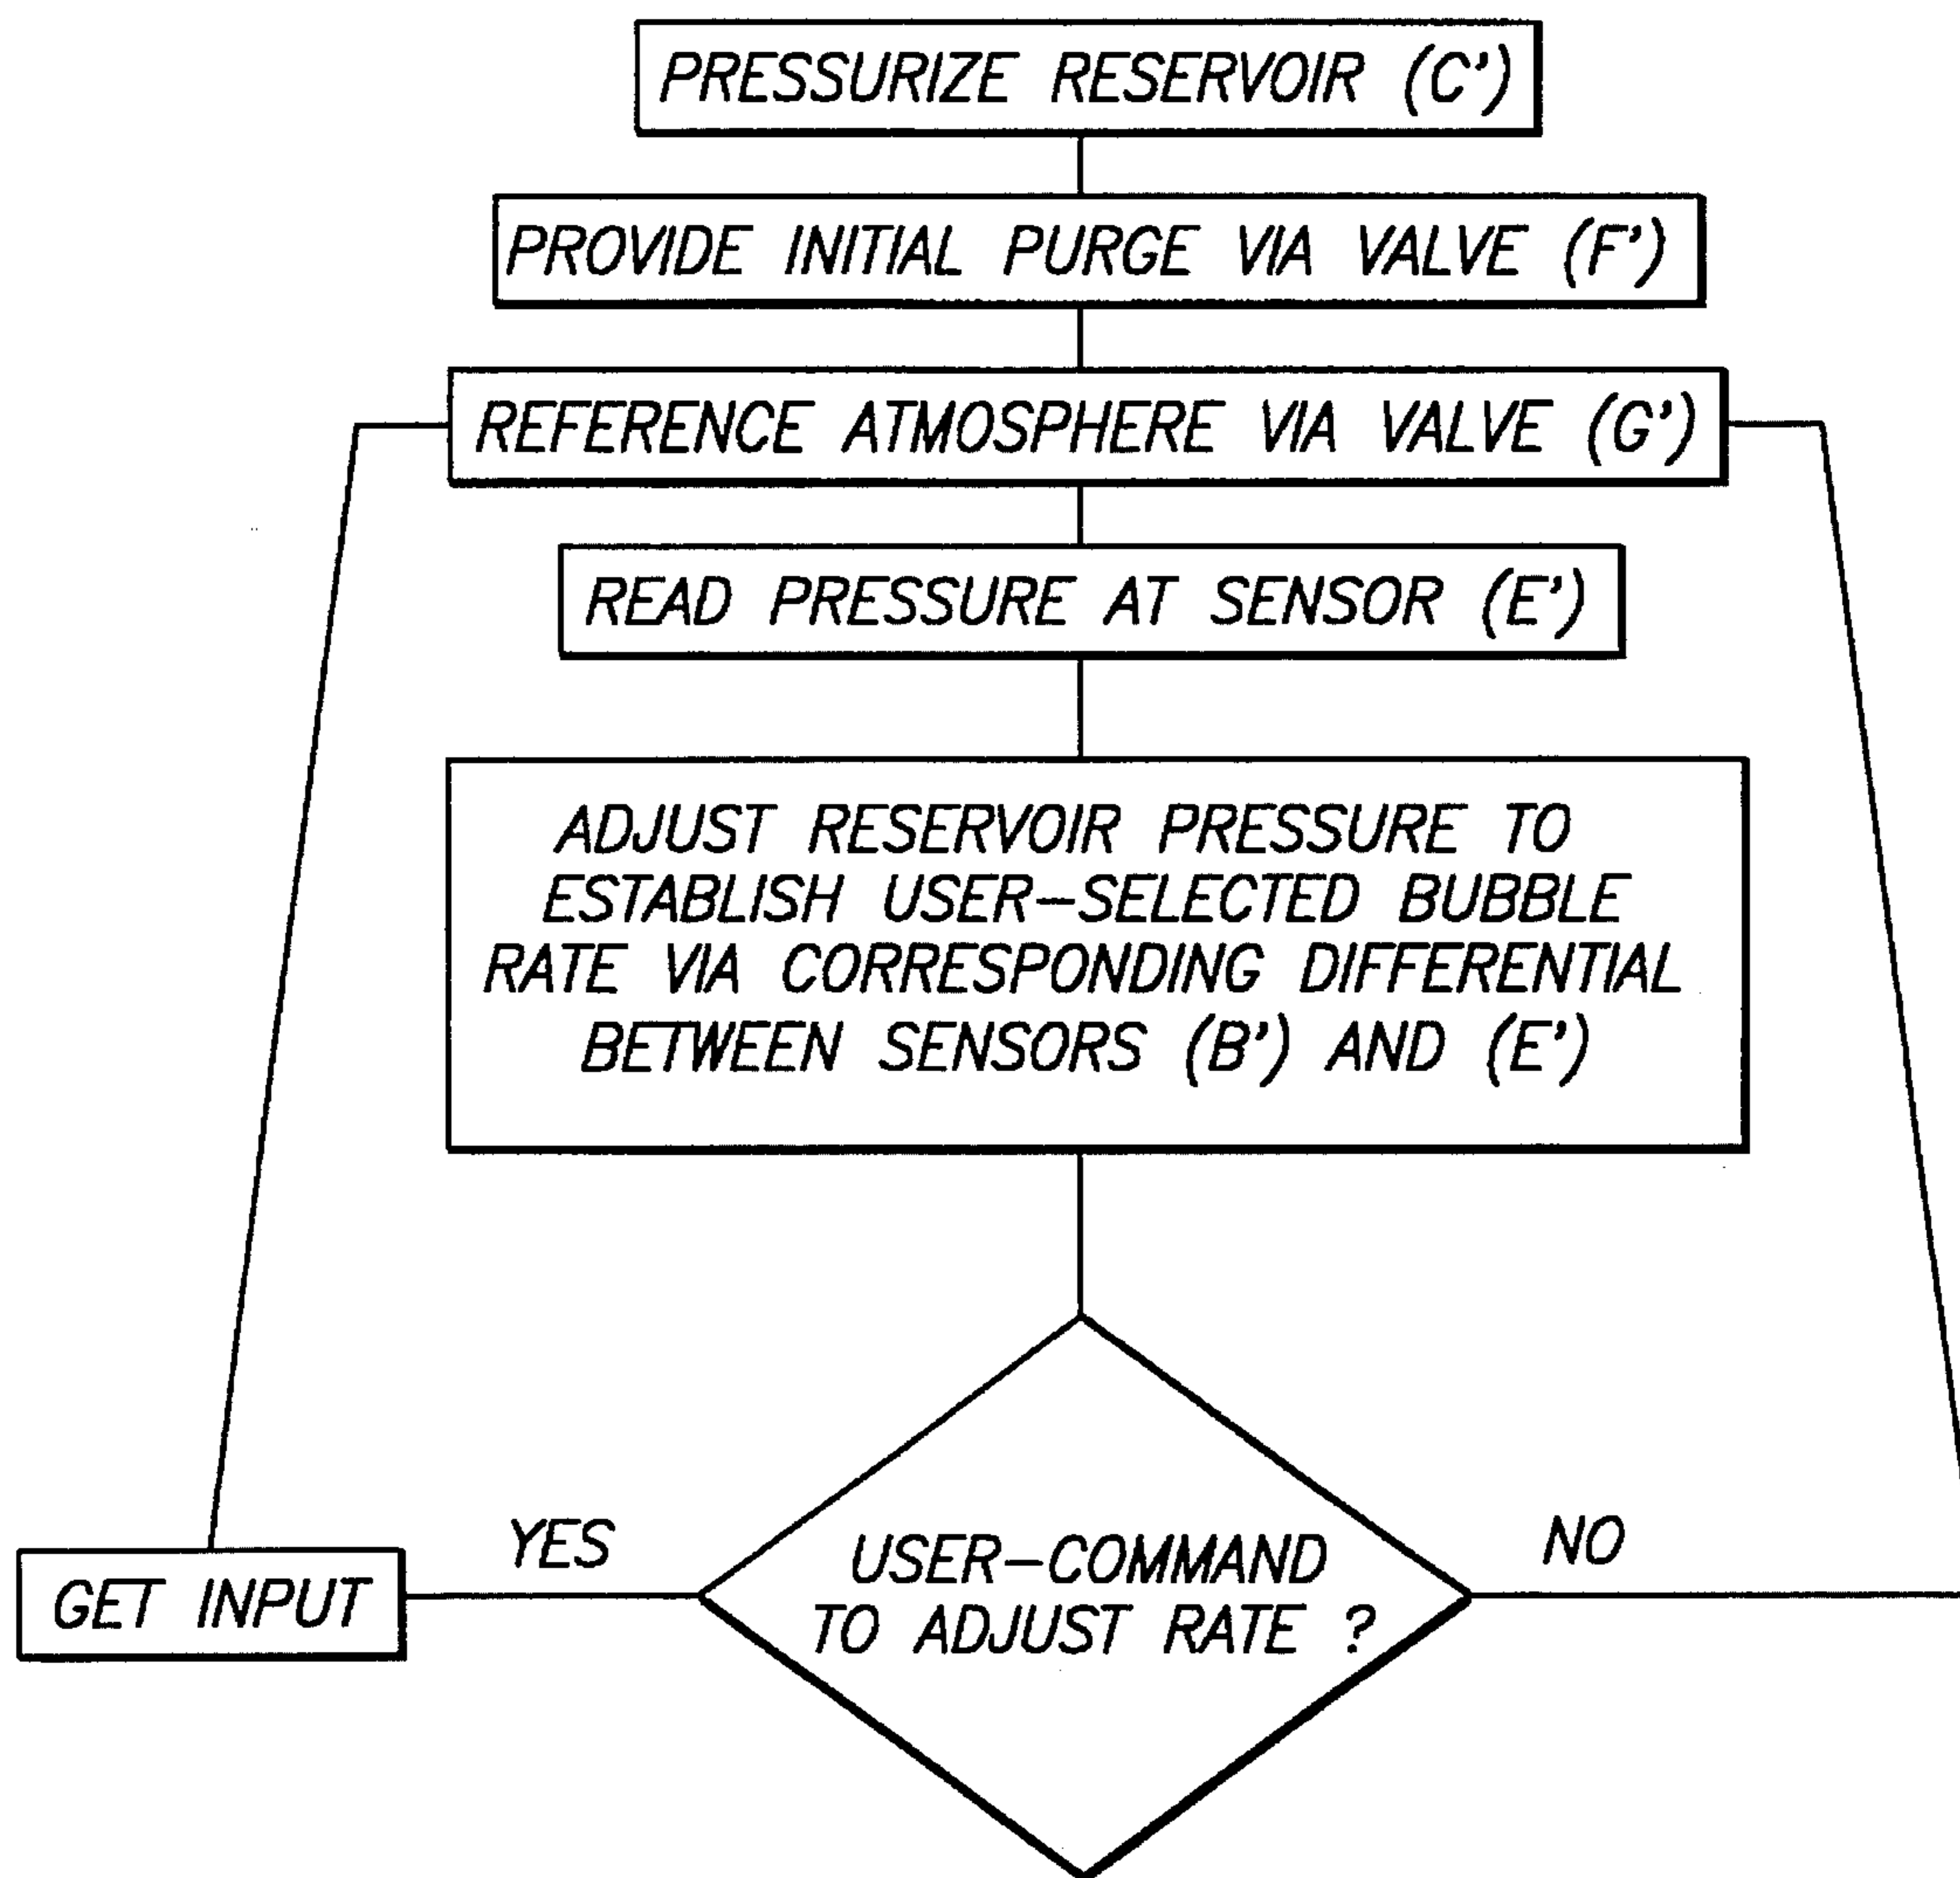 PRESSURIZE RESERVOIR (C')
PROVIDE INITIAL PURGE VIA VALVE (F')
REFERENCE ATMOSPHERE VIA VALVE (G')
READ PRESSURE AT SENSOR (E')
ADJUST RESERVOIR PRESSURE TO
ESTABLISH USER-SELECTED BUBBLE
RATE VIA CORRESPONDING DIFFERENTIAL
BETWEEN SENSORS (B') AND (E')
YES
NO
USER-COMMAND
TO ADJUST RATE ?
GET INPUT